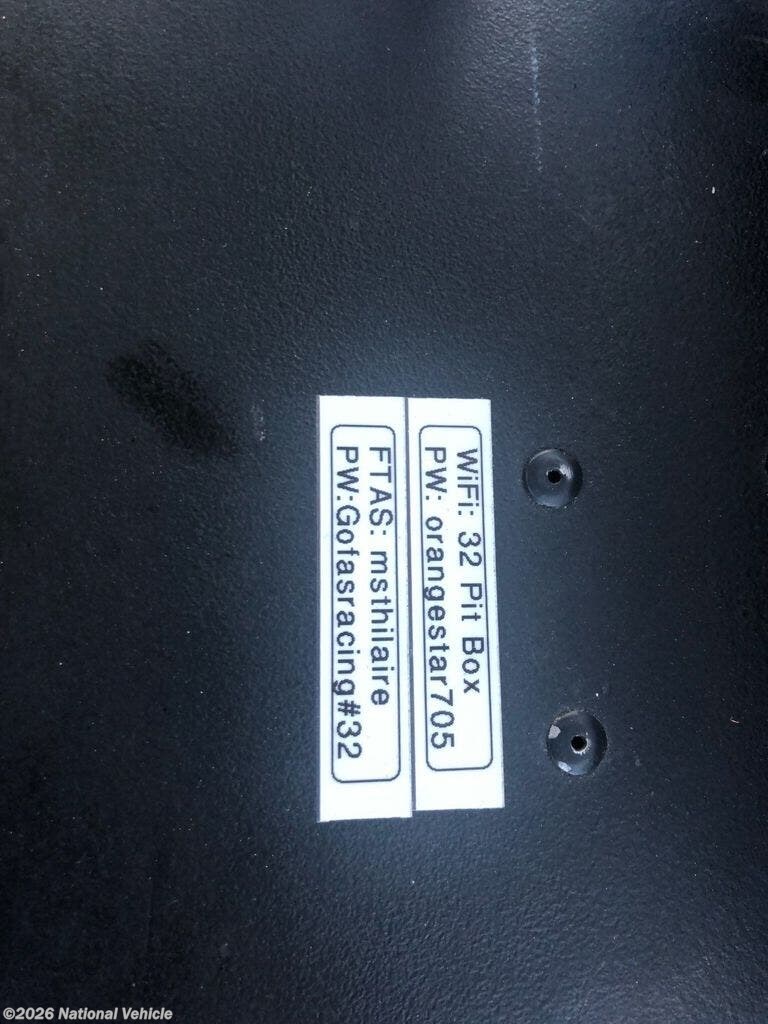 WiFi: 32 Pit Box
PW: orangestar705
FTAS: msthilaire
PW:Gofasracing#32
©2026 National Vehicle